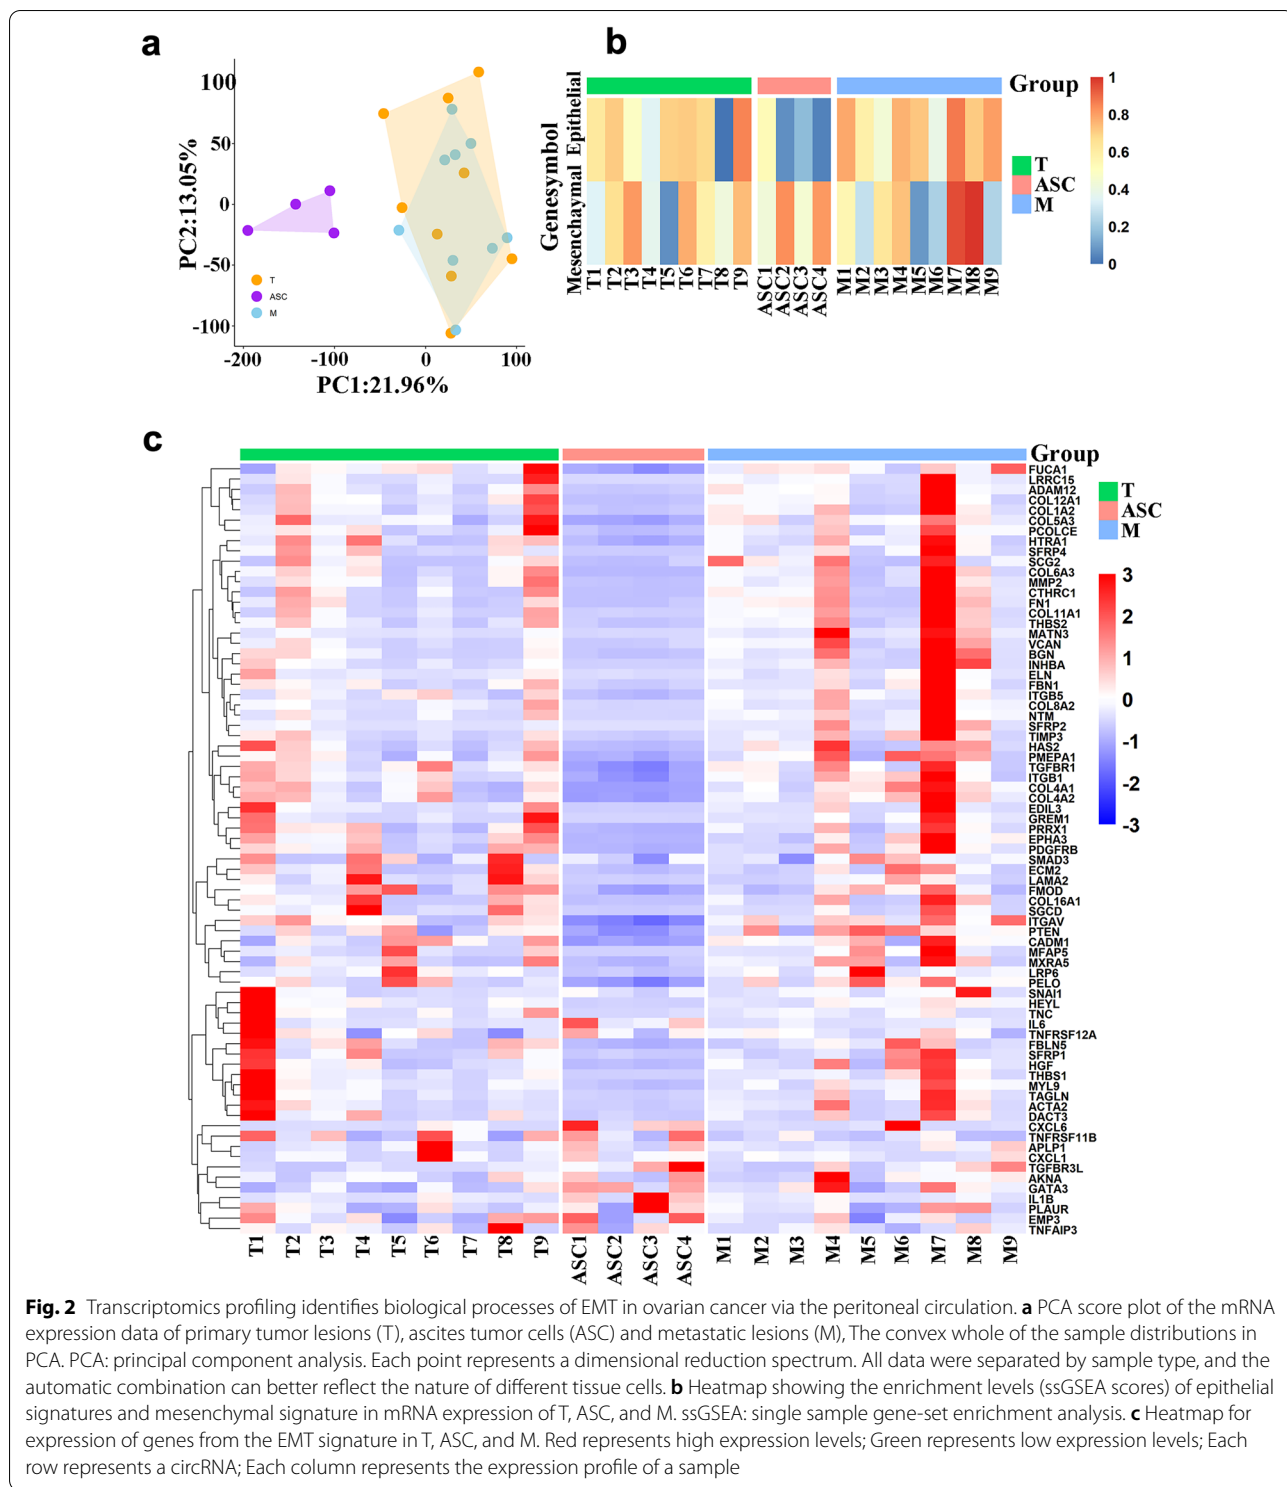 a
PC2:13.05%
100
50
0
-50
-100
T
ASC
M
-200
-100
0
100
PC1:21.96%
b
Genesymbol
Epithelial
Mesenchaymal
T1
T2
T3
T4
T5
T6
T7
T8
T9
ASC1
ASC2
ASC3
ASC4
M1
M2
M3
M4
M5
M6
M7
M8
M9
1
0.8
0.6
0.4
0.2
0
Group
T
ASC
M
c
Group
T
ASC
M
3
2
1
0
-1
-2
-3
FUCA1
LRRC15
ADAM12
COL12A1
COL1A2
COL5A3
PCOLCE
HTRA1
SFRP4
SCG2
COL6A3
MMP2
CTHRC1
FN1
COL11A1
THBS2
MATN3
VCAN
BGN
INHBA
ELN
FBN1
ITGB5
COL8A2
NTM
SFRP2
TIMP3
HAS2
PMEPA1
TGFBR1
ITGB1
COL4A1
COL4A2
EDIL3
GREM1
PRRX1
EPHA3
PDGFRB
SMAD3
ECM2
LAMA2
FMOD
COL16A1
SGCD
ITGAV
PTEN
CADM1
MFAP5
MXRA5
LRP6
PELO
SNAI1
HEYL
TNC
IL6
TNFRSF12A
FBLN5
SFRP1
HGF
THBS1
MYL9
TAGLN
ACTA2
DACT3
CXCL6
TNFRSF11B
APLP1
CXCL1
TGFBR3L
AKNA
GATA3
IL1B
PLAUR
EMP3
TNFAIP3
T1
T2
T3
T4
T5
T6
T7
T8
T9
ASC1
ASC2
ASC3
ASC4
M1
M2
M3
M4
M5
M6
M7
M8
M9
Fig. 2 Transcriptomics profiling identifies biological processes of EMT in ovarian cancer via the peritoneal circulation. a PCA score plot of the mRNA
expression data of primary tumor lesions (T), ascites tumor cells (ASC) and metastatic lesions (M), The convex whole of the sample distributions in
PCA. PCA: principal component analysis. Each point represents a dimensional reduction spectrum. All data were separated by sample type, and the
automatic combination can better reflect the nature of different tissue cells. b Heatmap showing the enrichment levels (ssGSEA scores) of epithelial
signatures and mesenchymal signature in mRNA expression of T, ASC, and M. ssGSEA: single sample gene-set enrichment analysis. c Heatmap for
expression of genes from the EMT signature in T, ASC, and M. Red represents high expression levels; Green represents low expression levels; Each
row represents a circRNA; Each column represents the expression profile of a sample